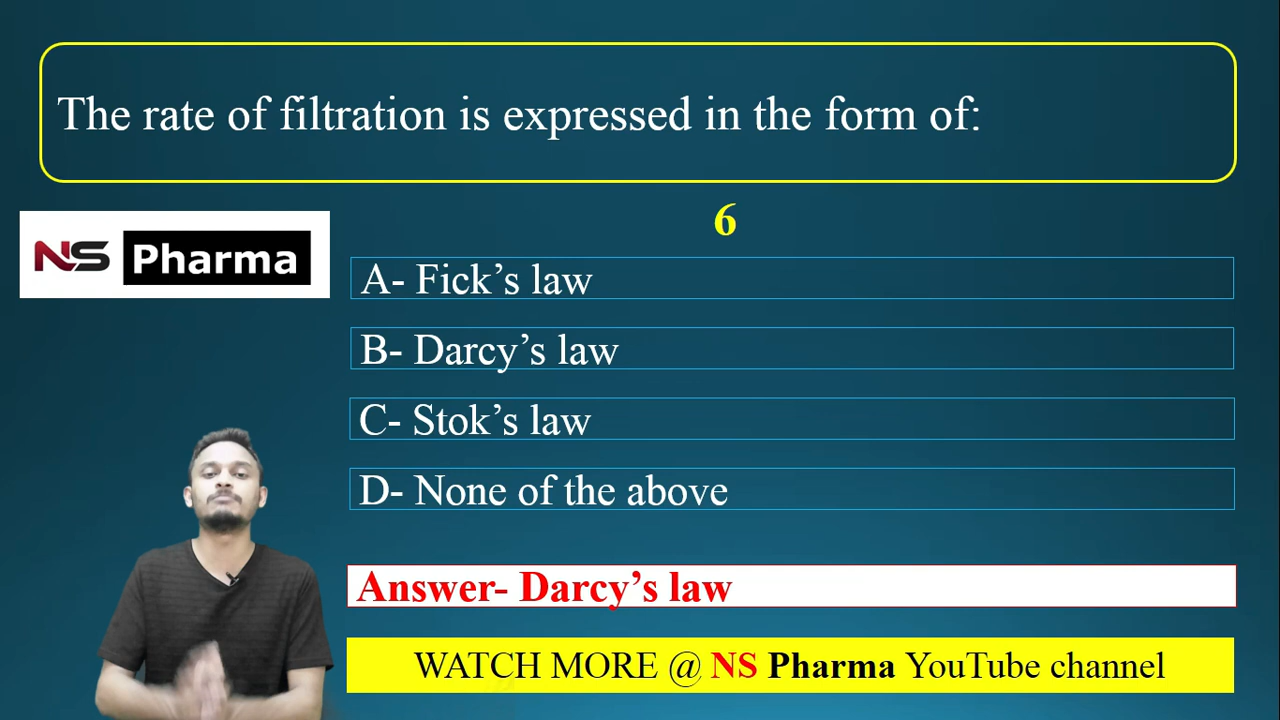 The rate of filtration is expressed in the form of:
6
NS Pharma
A- Fick’s law
B- Darcy’s law
C- Stok’s law
D- None of the above
Answer- Darcy’s law
WATCH MORE @ NS Pharma YouTube channel